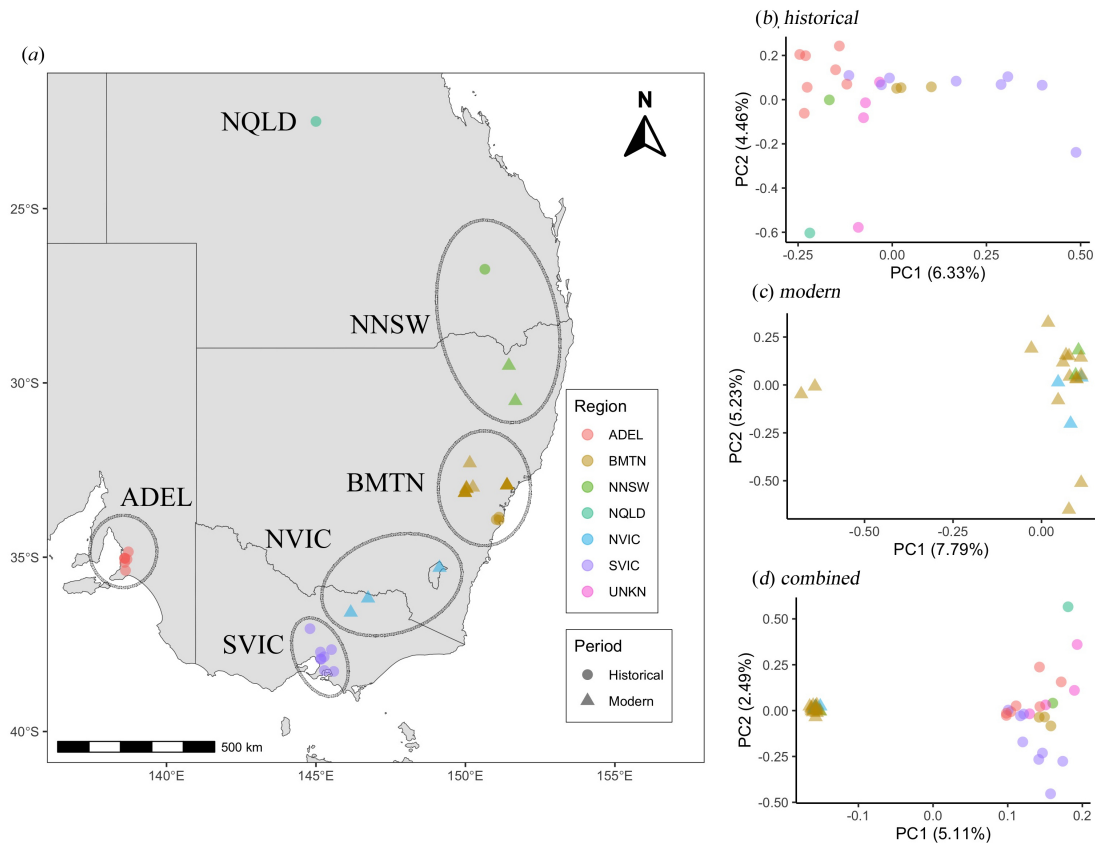 (a)
N
NQLD
NNSW
BMTN
ADEL
NVIC
SVIC
25°S
30°S
35°S
40°S
140°E
145°E
150°E
155°E
500 km
Region
ADEL
BMTN
NNSW
NQLD
NVIC
SVIC
UNKN
Period
Historical
Modern
(b) historical
PC2 (4.46%)
0.2
0.0
-0.2
-0.4
-0.6
-0.25
0.00
0.25
0.50
PC1 (6.33%)
(c) modern
PC2 (5.23%)
0.25
0.00
-0.25
-0.50
-0.50
0.00
PC1 (7.79%)
(d) combined
PC2 (2.49%)
0.50
0.25
0.00
-0.25
-0.50
-0.1
0.0
0.1
0.2
PC1 (5.11%)